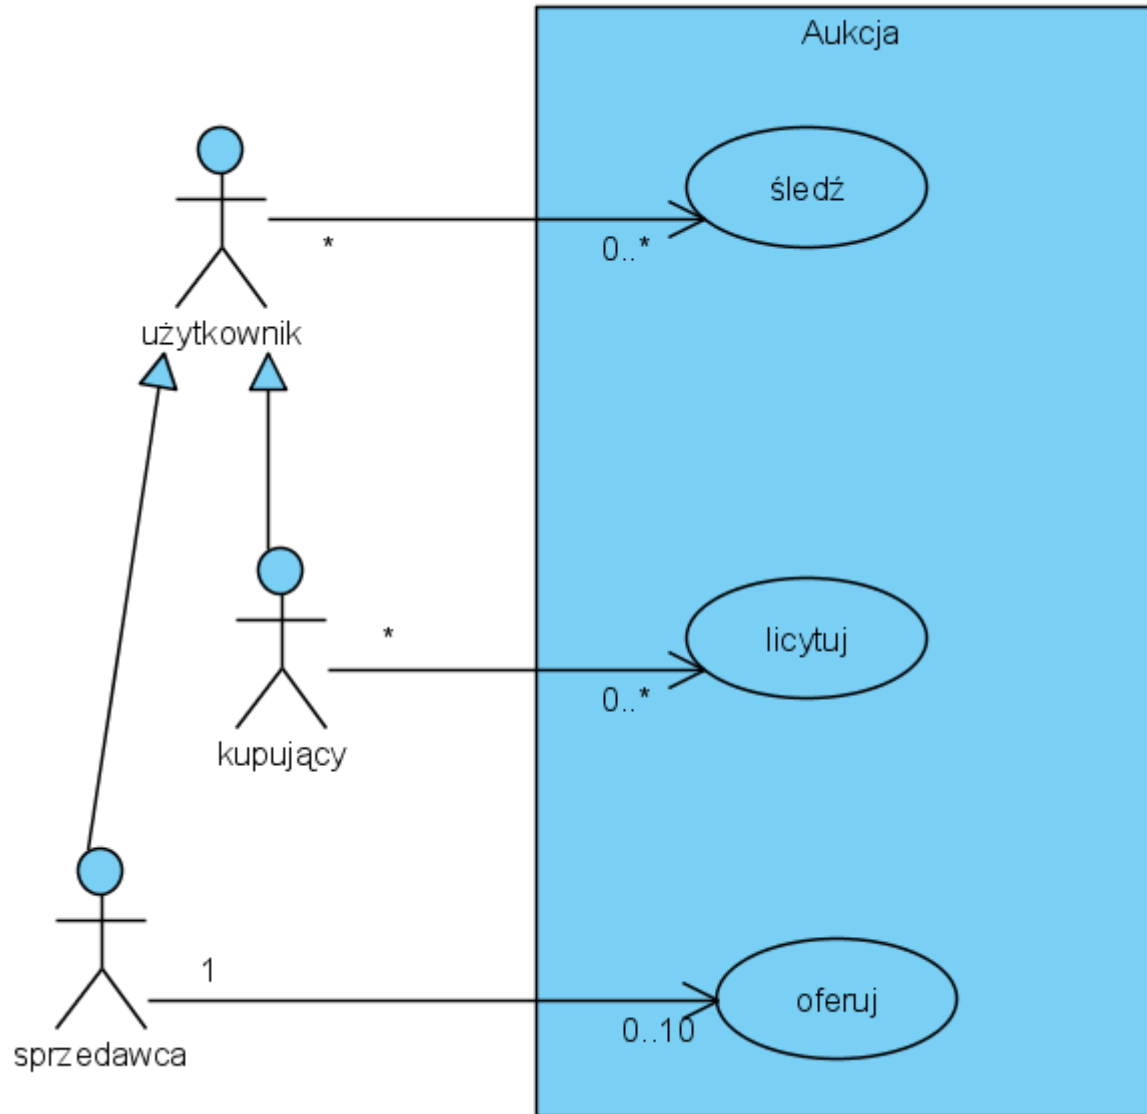 Aukcja
śledź
*
0..*
użytkownik
*
licytuj
0..*
kupujący
1
oferuj
0..10
sprzedawca